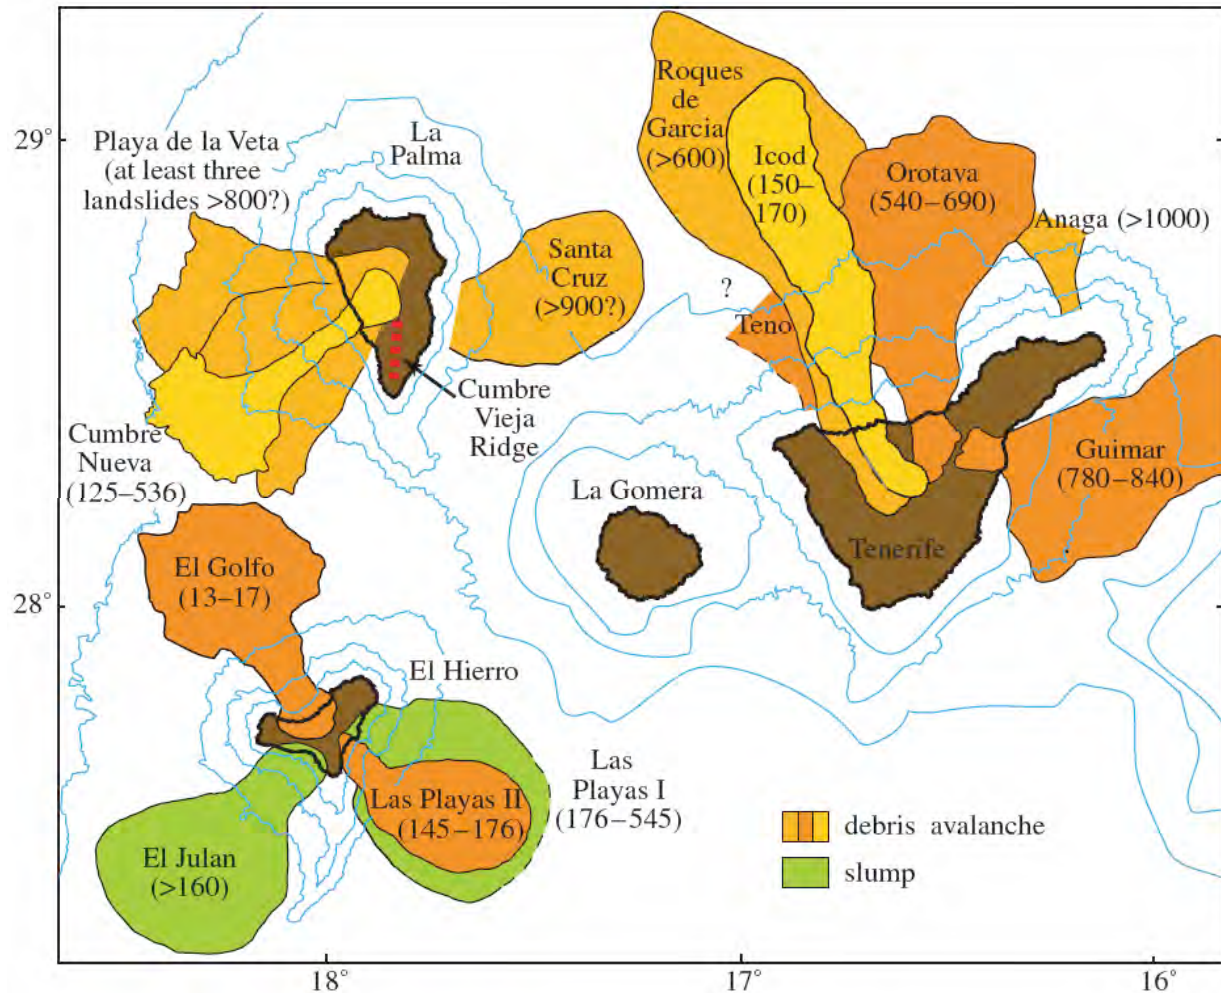 Playa de la Veta
(at least three
landslides >800?)
La
Palma
Santa
Cruz
(>900?)
Cumbre
Vieja
Ridge
Cumbre
Nueva
(125–536)
Roques
de
Garcia
(>600)
Icod
(150–
170)
Orotava
(540–690)
Anaga (>1000)
?
Teno
Guimar
(780–840)
La Gomera
Tenerife
El Golfo
(13–17)
El Hierro
Las
Playas I
(176–545)
Las Playas II
(145–176)
El Julan
(>160)
debris avalanche
slump
29°
28°
18°
17°
16°